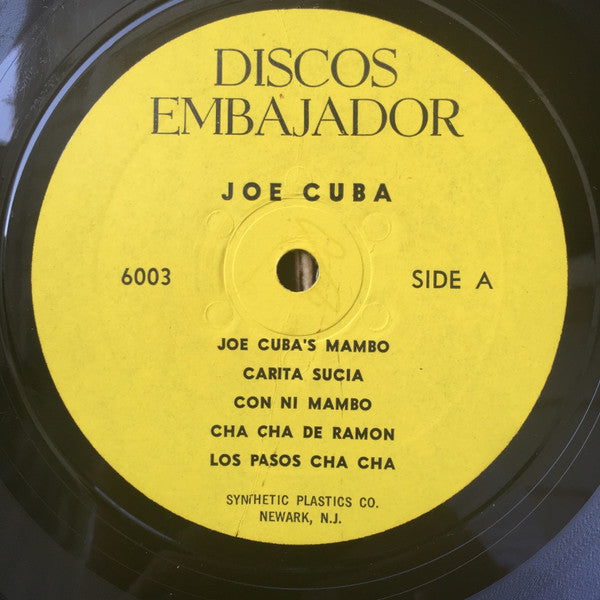 DISCOS
EMBAJADOR
JOE CUBA
6003 SIDE A
JOE CUBA'S MAMBO
CARITA SUCIA
CON NI MAMBO
CHA CHA DE RAMON
LOS PASOS CHA CHA
SYNTHETIC PLASTICS CO.
NEWARK, N.J.